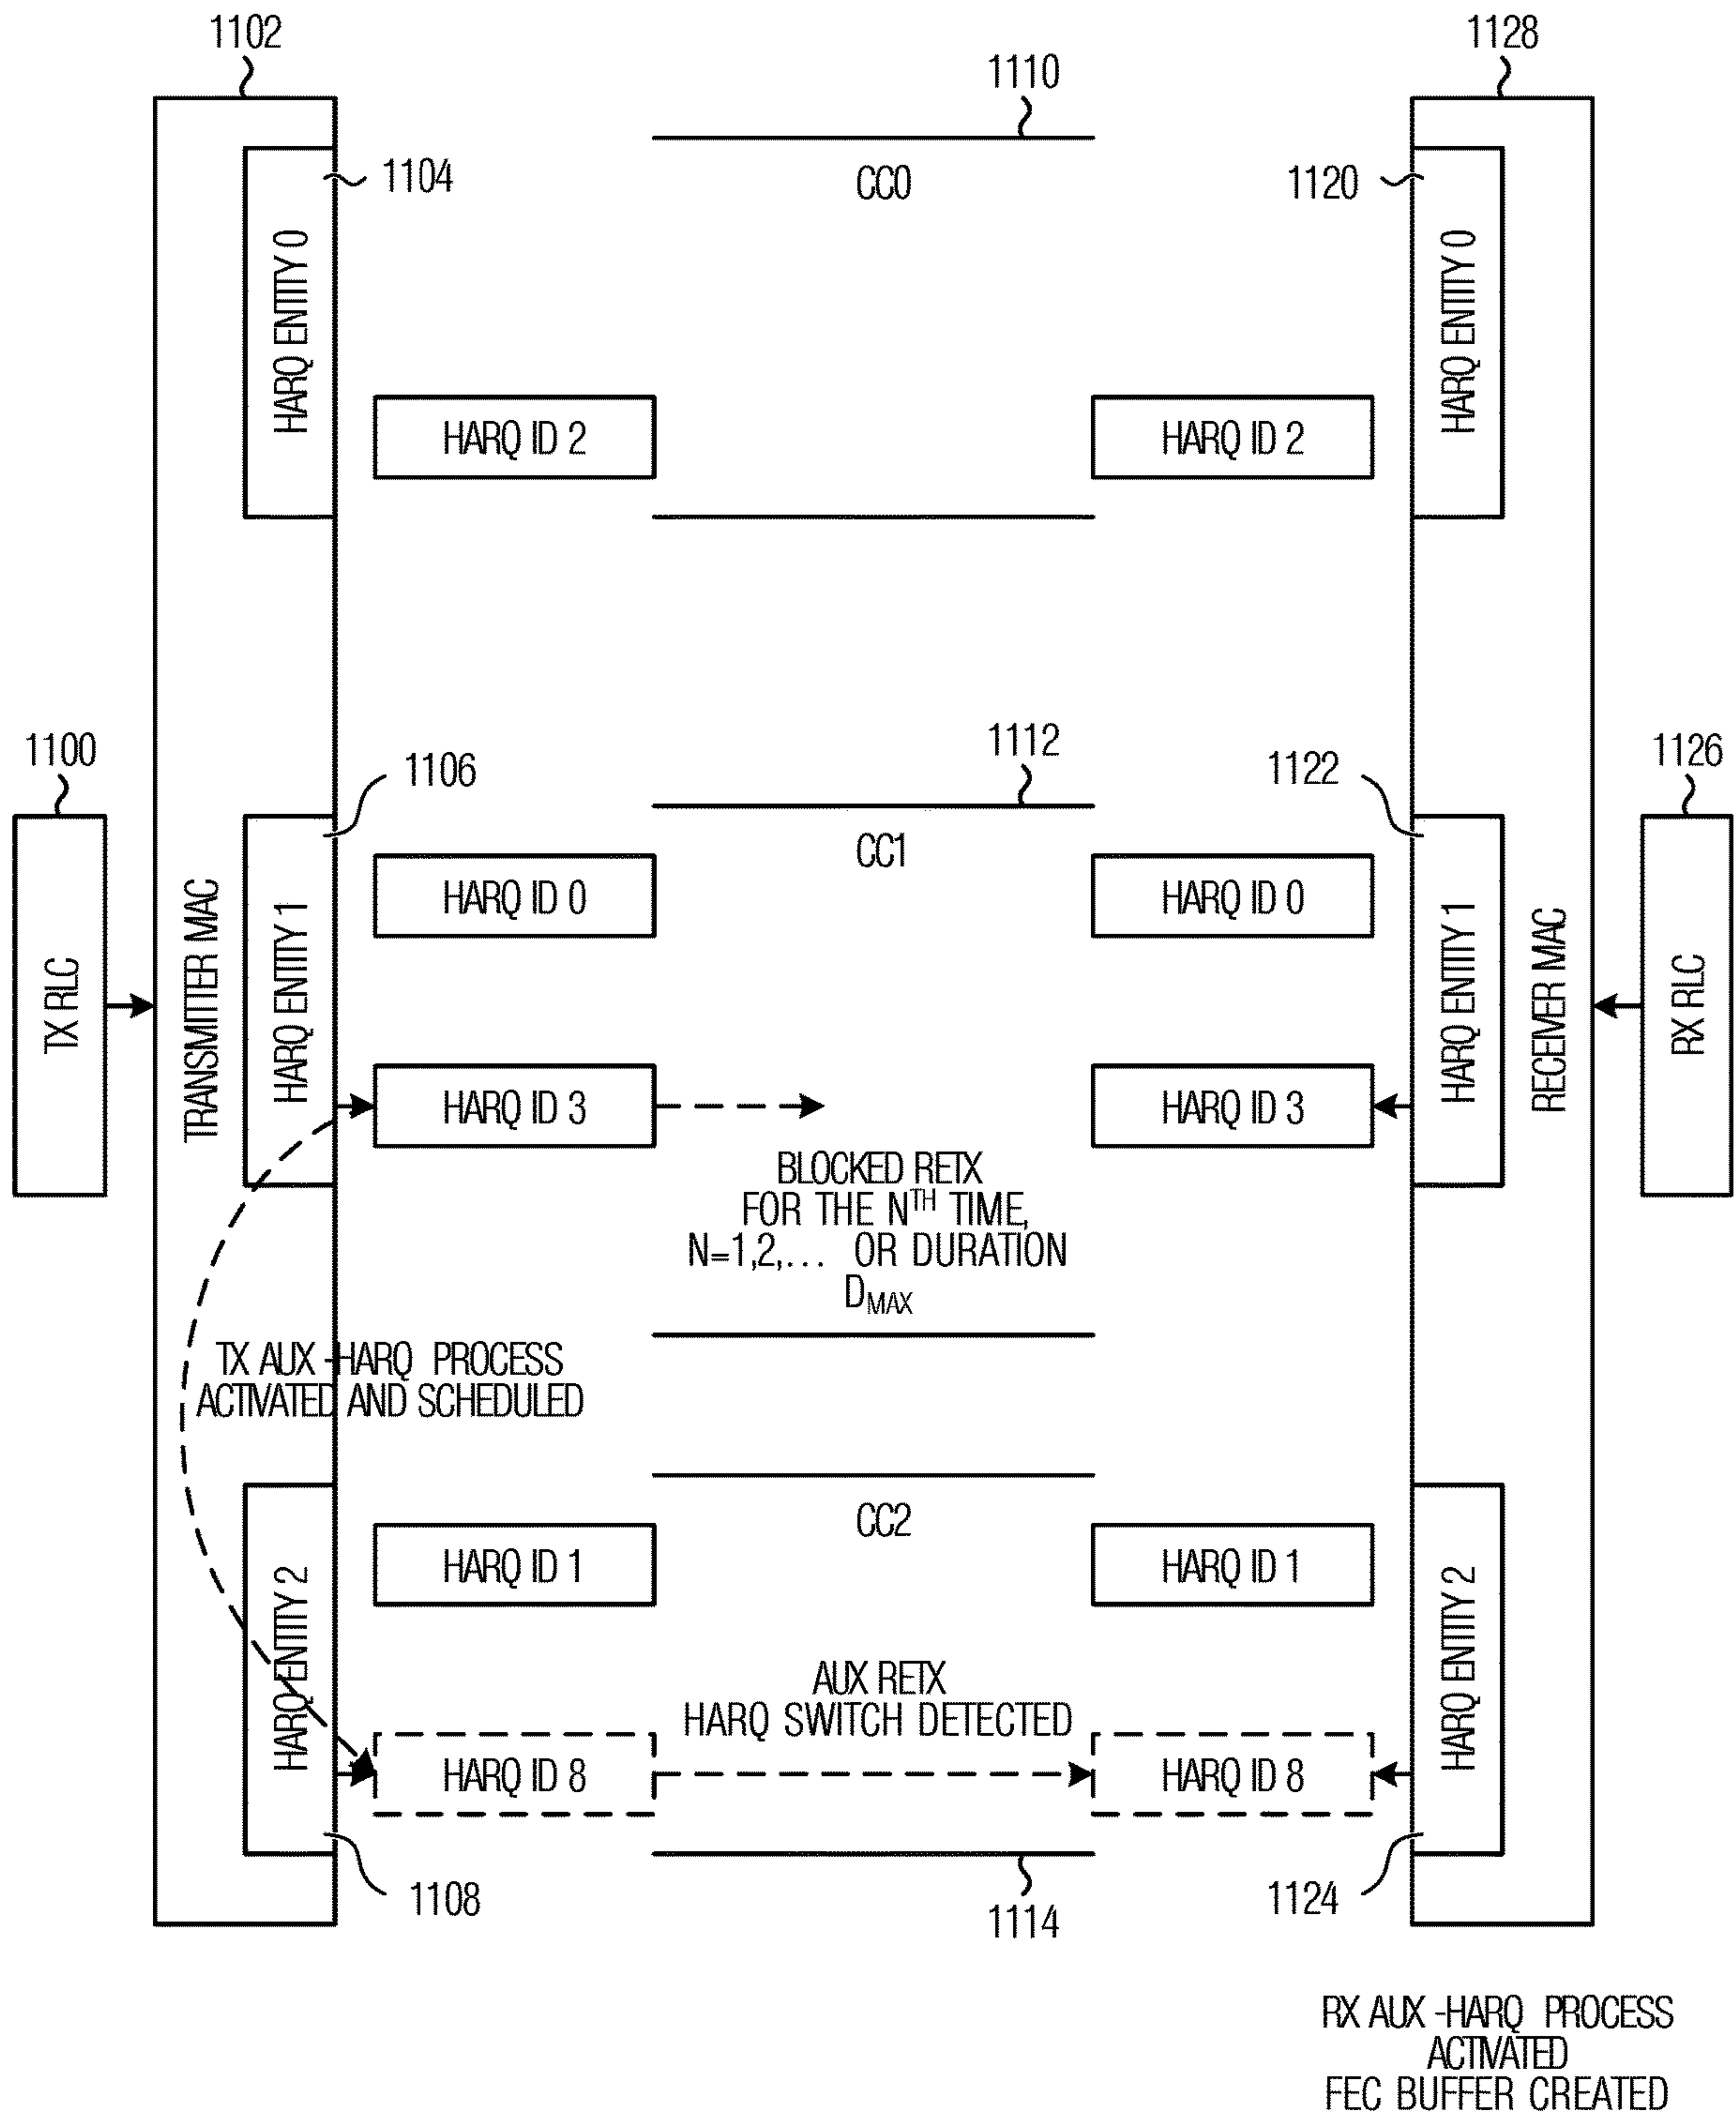 1102
1128
1110
CC0
1104
1120
HARQ ENTITY 0
HARQ ENTITY 0
HARQ ID 2
HARQ ID 2
1100
1106
1112
1122
1126
CC1
HARQ ID 0
HARQ ID 0
TX RLC
TRANSMITTER MAC
HARQ ENTITY 1
HARQ ENTITY 1
RECEIVER MAC
RX RLC
HARQ ID 3
HARQ ID 3
BLOCKED RETX
FOR THE NTH TIME,
N=1,2,... OR DURATION
DMAX
TX AUX-HARQ PROCESS
ACTIVATED AND SCHEDULED
CC2
HARQ ID 1
HARQ ID 1
HARQ ENTITY 2
HARQ ENTITY 2
AUX RETX
HARQ SWITCH DETECTED
HARQ ID 8
HARQ ID 8
1108
1114
1124
RX AUX-HARQ PROCESS
ACTIVATED
FEC BUFFER CREATED